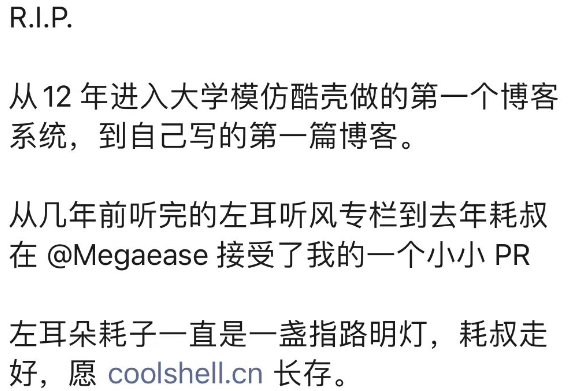 R.I.P.
从12 年进入大学模仿酷壳做的第一个博客
系统，到自己写的第一篇博客。
从几年前听完的左耳听风专栏到去年耗叔
在 @Megaease 接受了我的一个小小 PR
左耳朵耗子一直是一盏指路明灯，耗叔走
好，愿 coolshell.cn 长存。